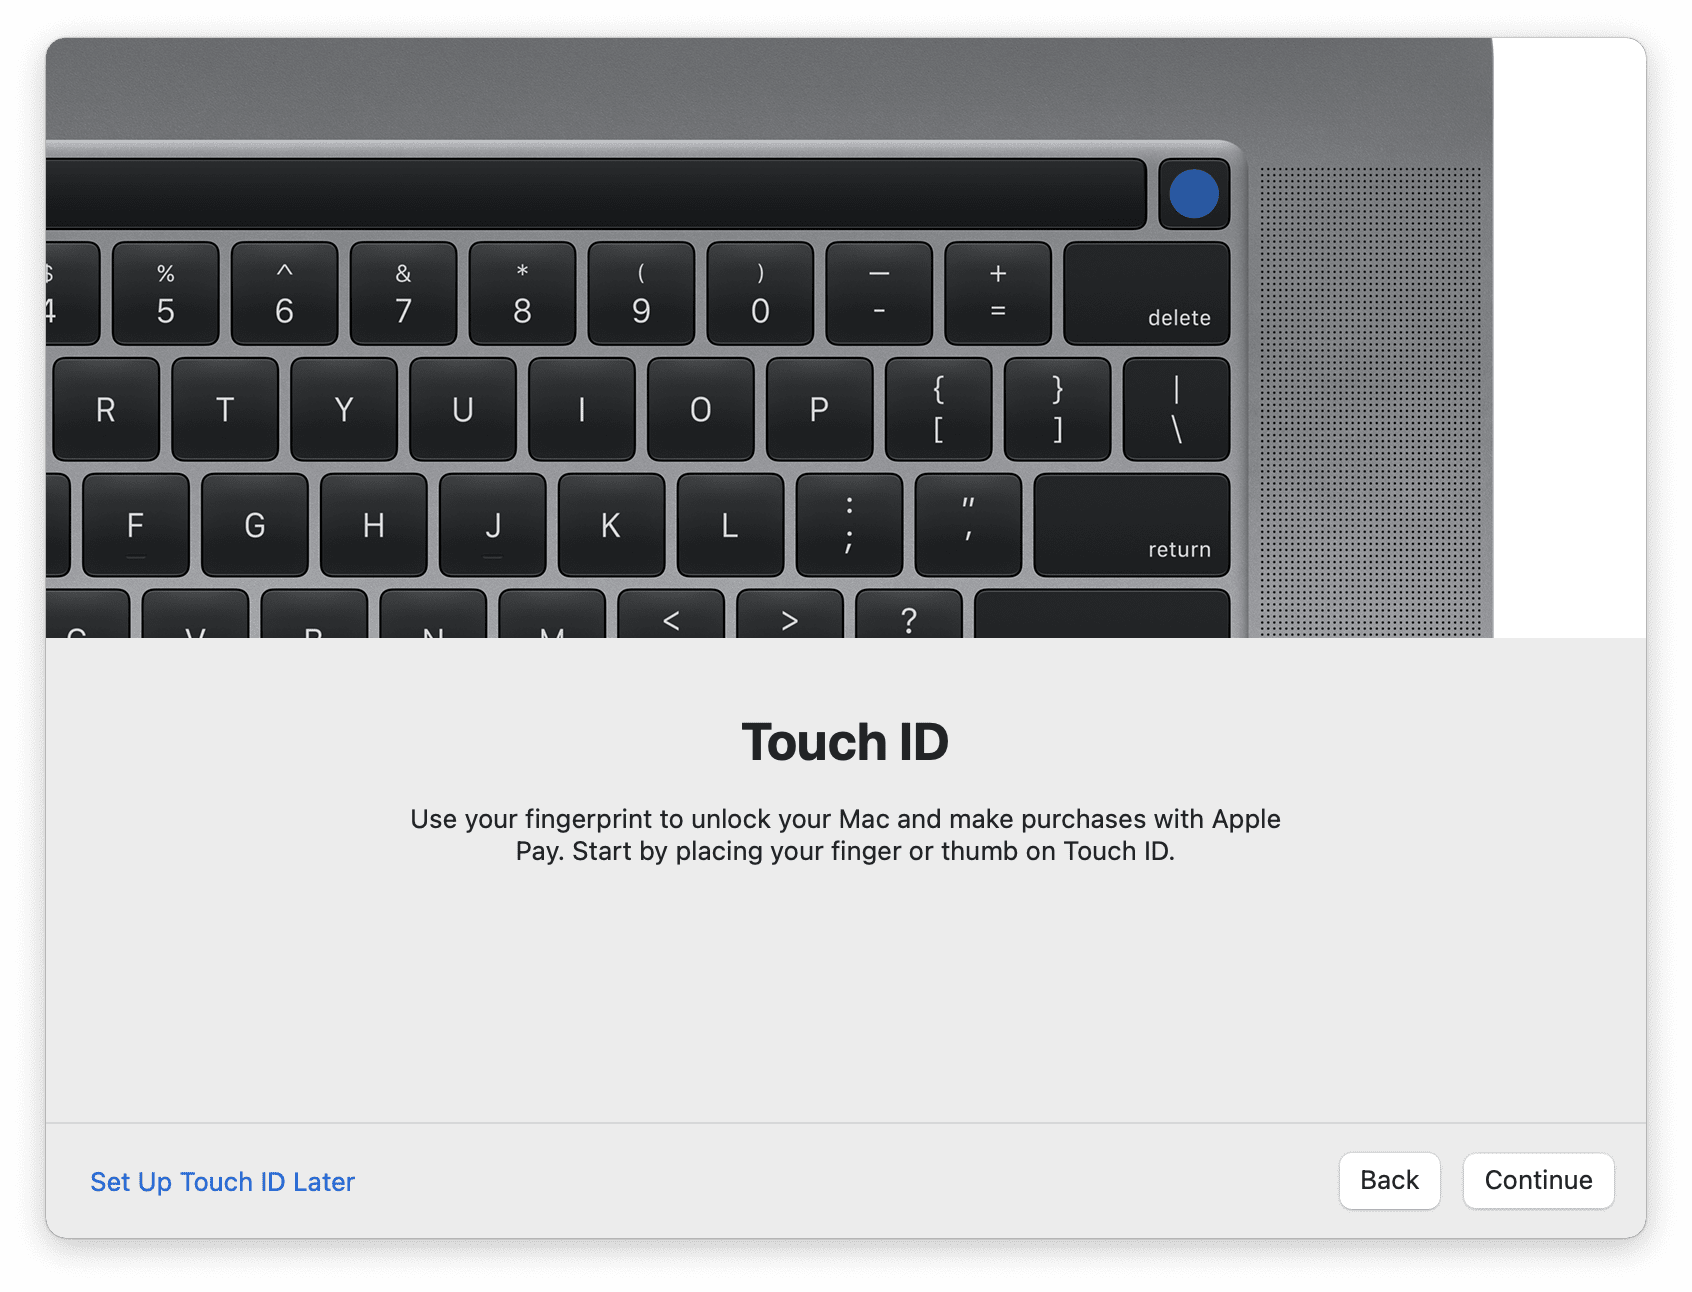 $ % ^ & * ( ) — +
4 5 6 7 8 9 0 - = delete
{ } |
R T Y U I O P [ ] \
: "
F G H J K L ; ' return
< > ?
C V B N M
Touch ID
Use your fingerprint to unlock your Mac and make purchases with Apple
Pay. Start by placing your finger or thumb on Touch ID.
Set Up Touch ID Later
Back
Continue